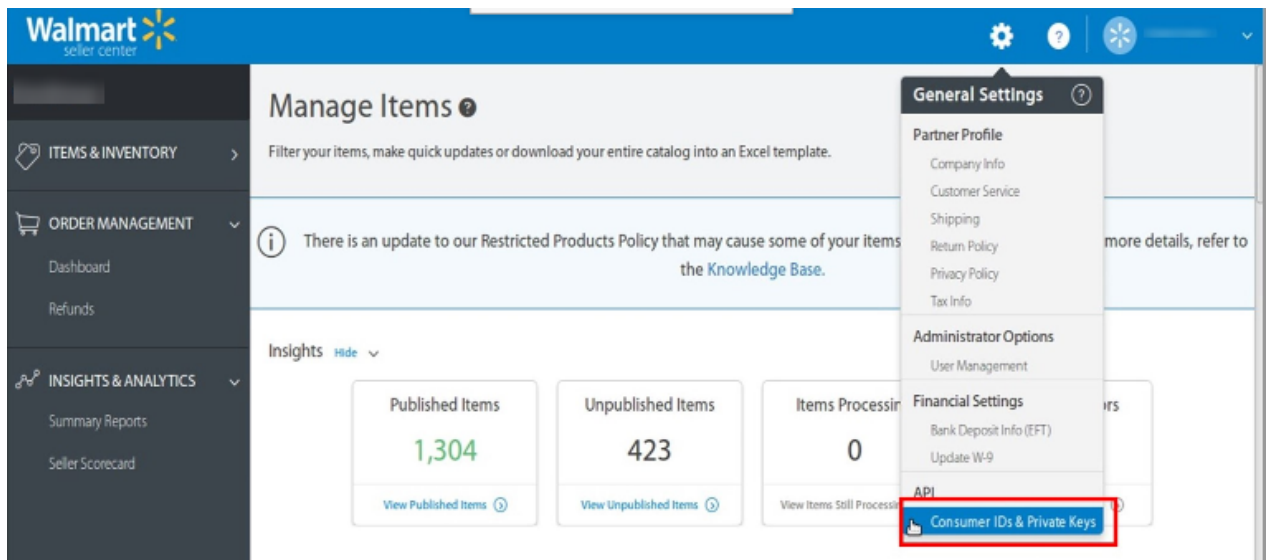 Walmart
seller center
?
General Settings ?
Partner Profile
Company Info
Customer Service
Shipping
Return Policy
Privacy Policy
Tax Info
Administrator Options
User Management
Financial Settings
Bank Deposit Info (EFT)
Update W-9
API
Consumer IDs & Private Keys
ITEMS & INVENTORY
ORDER MANAGEMENT
Dashboard
Refunds
INSIGHTS & ANALYTICS
Summary Reports
Seller Scorecard
Manage Items ?
Filter your items, make quick updates or download your entire catalog into an Excel template.
There is an update to our Restricted Products Policy that may cause some of your items more details, refer to
the Knowledge Base.
Insights Hide
Published Items
1,304
View Published Items
Unpublished Items
423
View Unpublished Items
Items Processin
0
View Items Still Processin
rs